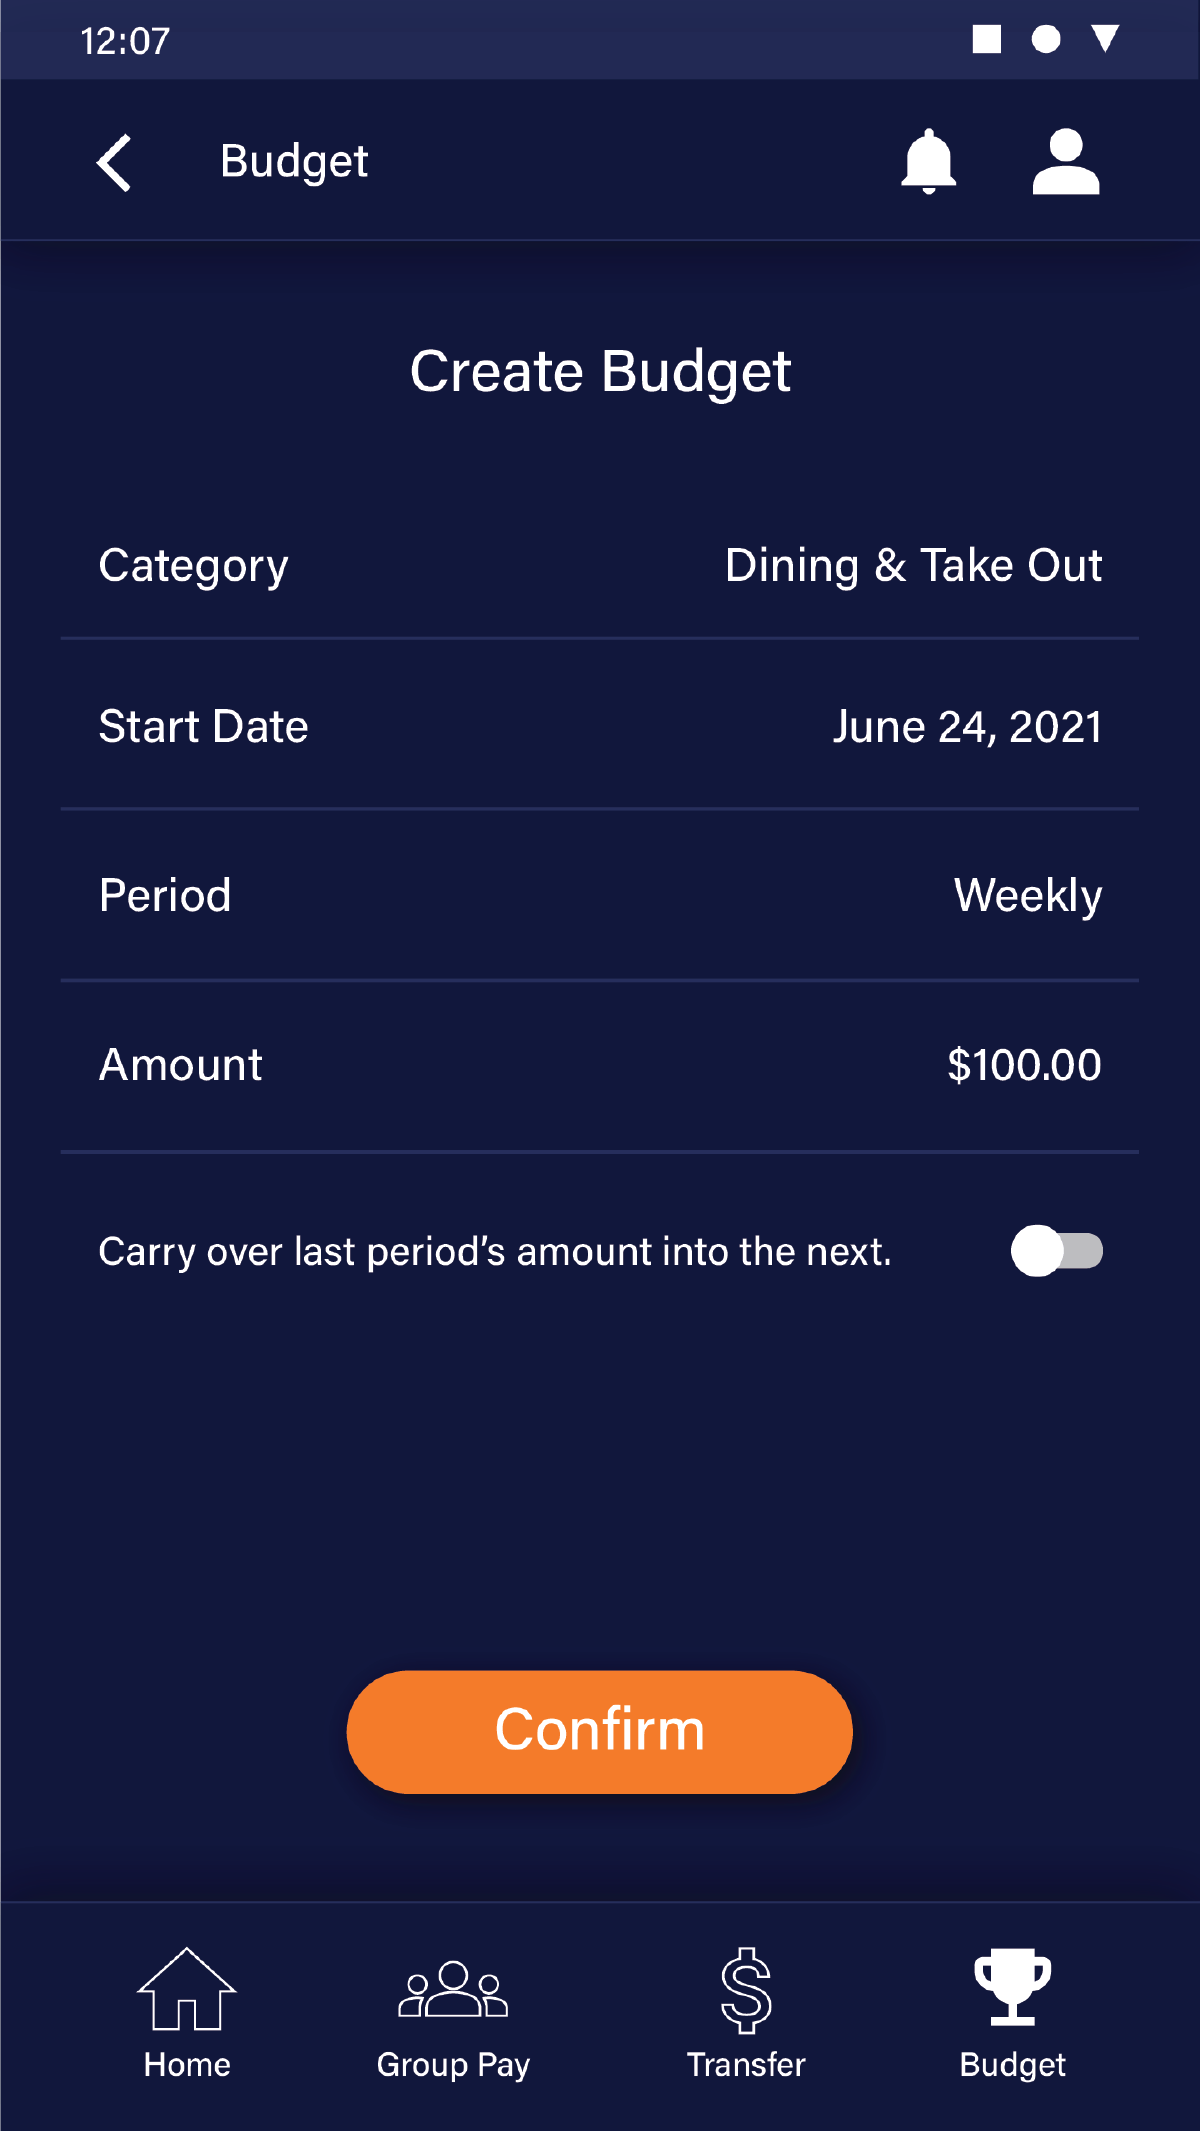 12:07
Budget
Create Budget
Category Dining & Take Out
Start Date June 24, 2021
Period Weekly
Amount $100.00
Carry over last period’s amount into the next.
Confirm
Home Group Pay Transfer Budget